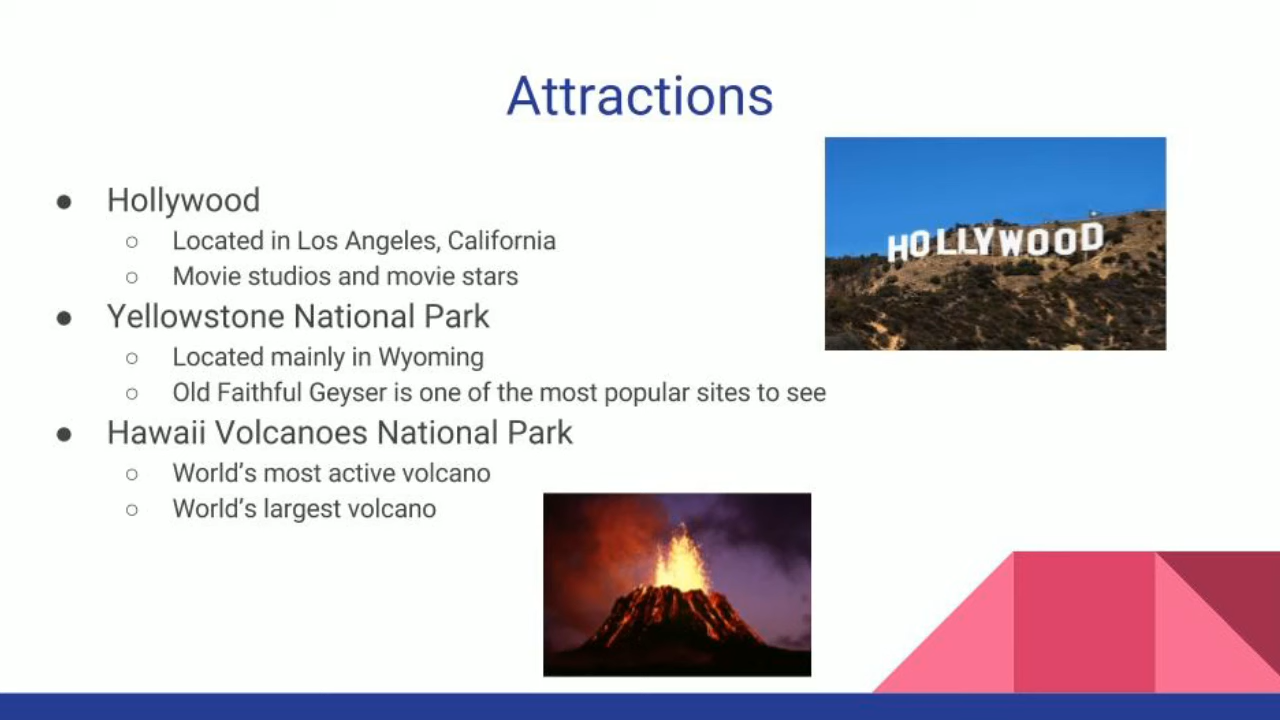 Attractions
● Hollywood
○ Located in Los Angeles, California
○ Movie studios and movie stars
● Yellowstone National Park
○ Located mainly in Wyoming
○ Old Faithful Geyser is one of the most popular sites to see
● Hawaii Volcanoes National Park
○ World’s most active volcano
○ World’s largest volcano
HOLLYWOOD